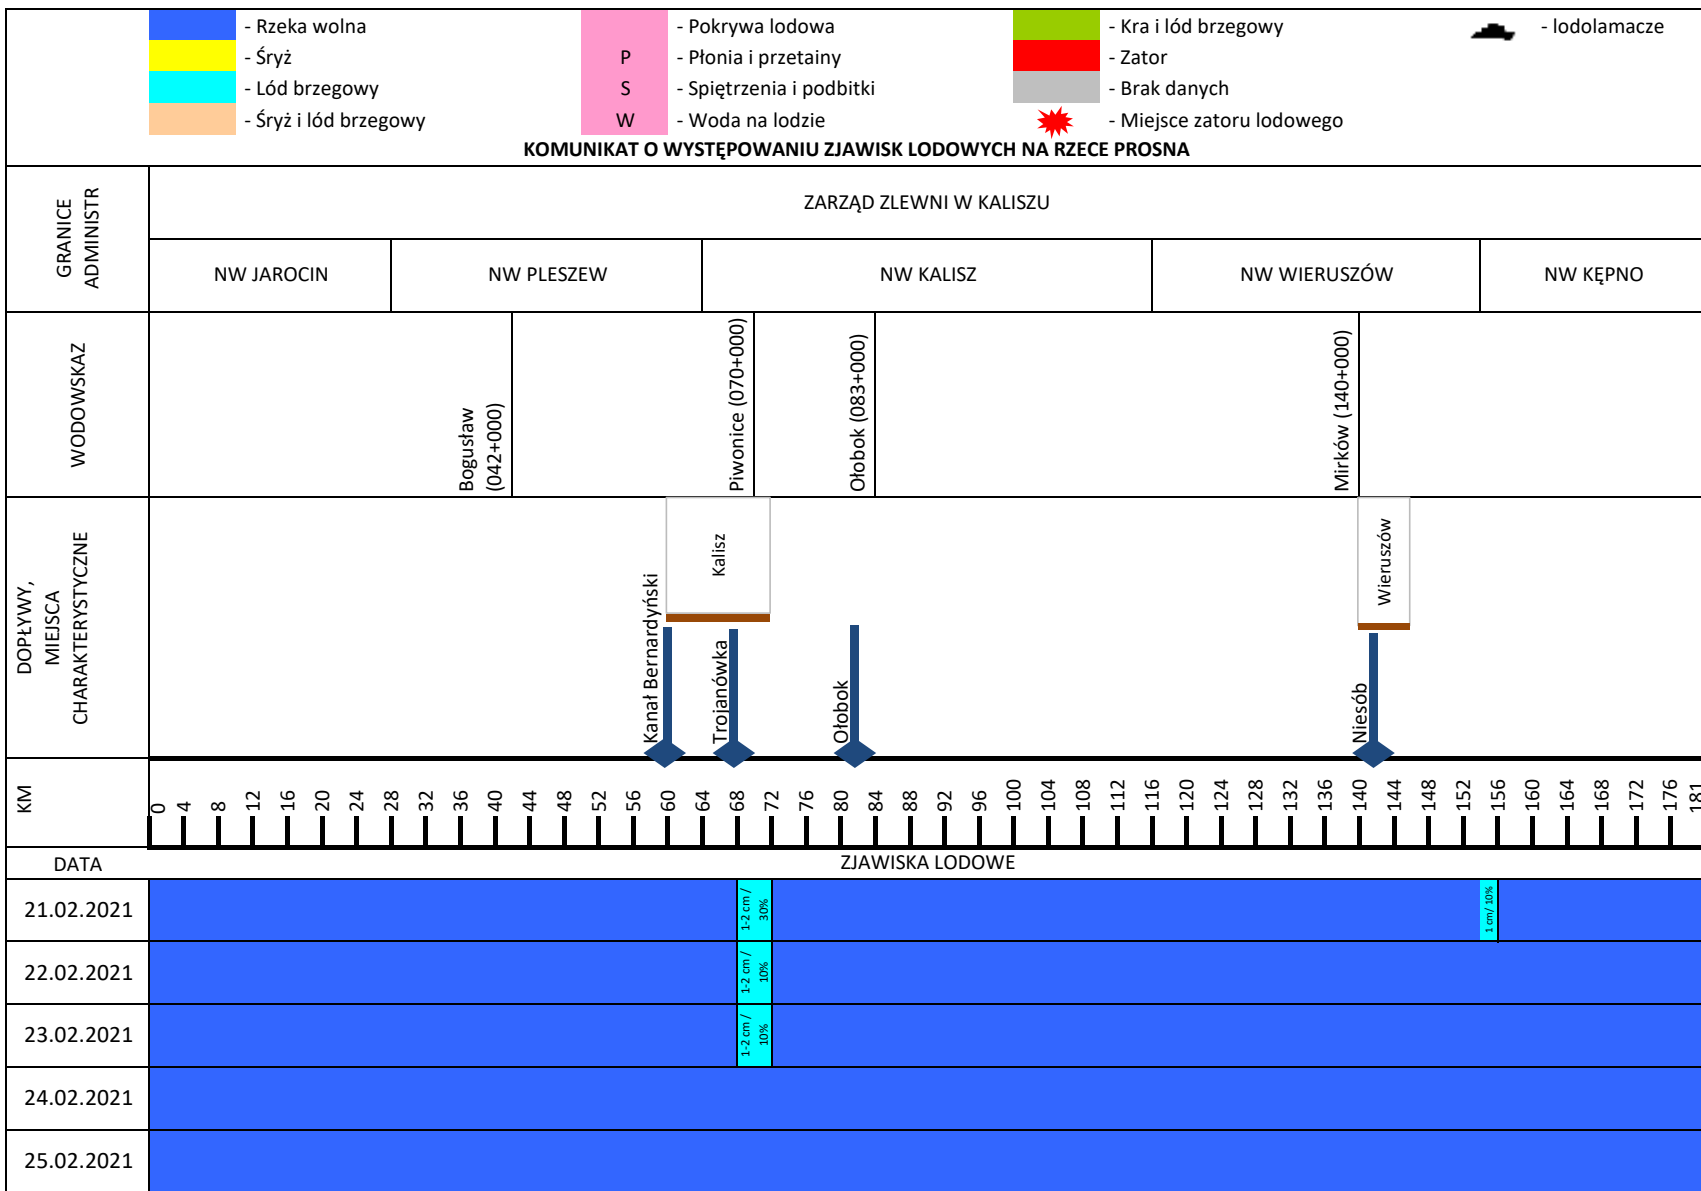 - Rzeka wolna
- Śryż
- Lód brzegowy
- Śryż i lód brzegowy
- Pokrywa lodowa
P - Płonia i przetainy
S - Spiętrzenia i podbitki
W - Woda na lodzie
- Kra i lód brzegowy
- Zator
- Brak danych
- Miejsce zatoru lodowego
- lodolamacze
KOMUNIKAT O WYSTĘPOWANIU ZJAWISK LODOWYCH NA RZECE PROSNA
GRANICE
ADMINISTR
ZARZĄD ZLEWNI W KALISZU
NW JAROCIN
NW PLESZEW
NW KALISZ
NW WIERUSZÓW
NW KĘPNO
WODOWSKAZ
Bogusław
(042+000)
Piwonice (070+000)
Ołobok (083+000)
Mirków (140+000)
DOPŁYWY,
MIEJSCA
CHARAKTERYSTYCZNE
Kanał Bernardyński
Kalisz
Trojanówka
Ołobok
Niesób
Wieruszów
KM
0 4 8 12 16 20 24 28 32 36 40 44 48 52 56 60 64 68 72 76 80 84 88 92 96 100 104 108 112 116 120 124 128 132 136 140 144 148 152 156 160 164 168 172 176 181
DATA
ZJAWISKA LODOWE
21.02.2021
1-2 cm /
30%
1 cm/ 10%
22.02.2021
1-2 cm /
10%
23.02.2021
1-2 cm /
10%
24.02.2021
25.02.2021